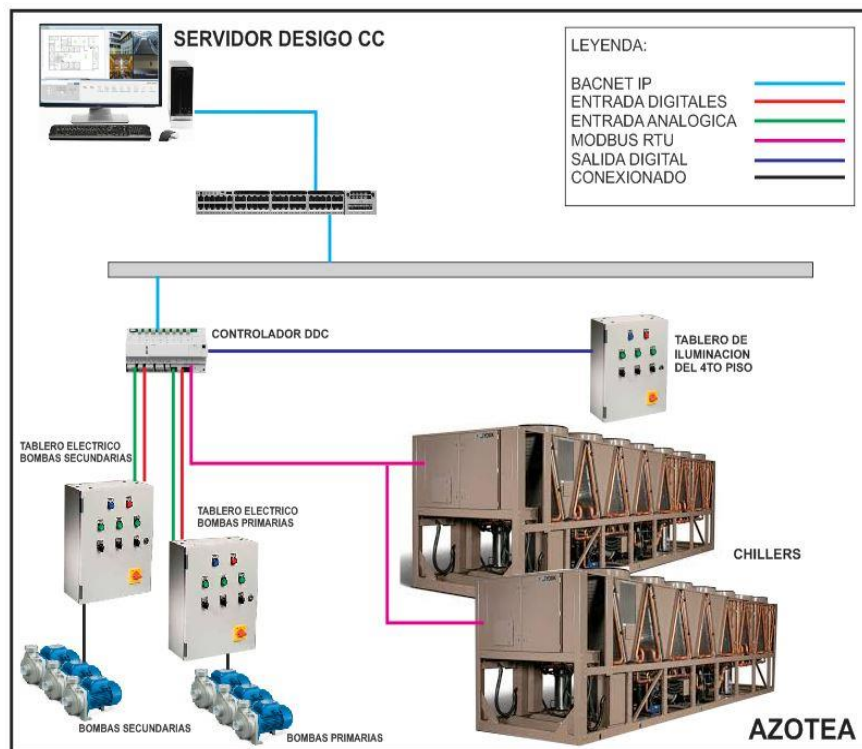 SERVIDOR DESIGO CC
LEYENDA:
BACNET IP
ENTRADA DIGITALES
ENTRADA ANALOGICA
MODBUS RTU
SALIDA DIGITAL
CONEXIONADO
CONTROLADOR DDC
TABLERO DE
ILUMINACION
DEL 4TO PISO
TABLERO ELECTRICO
BOMBAS SECUNDARIAS
TABLERO ELECTRICO
BOMBAS PRIMARIAS
CHILLERS
BOMBAS SECUNDARIAS
BOMBAS PRIMARIAS
AZOTEA